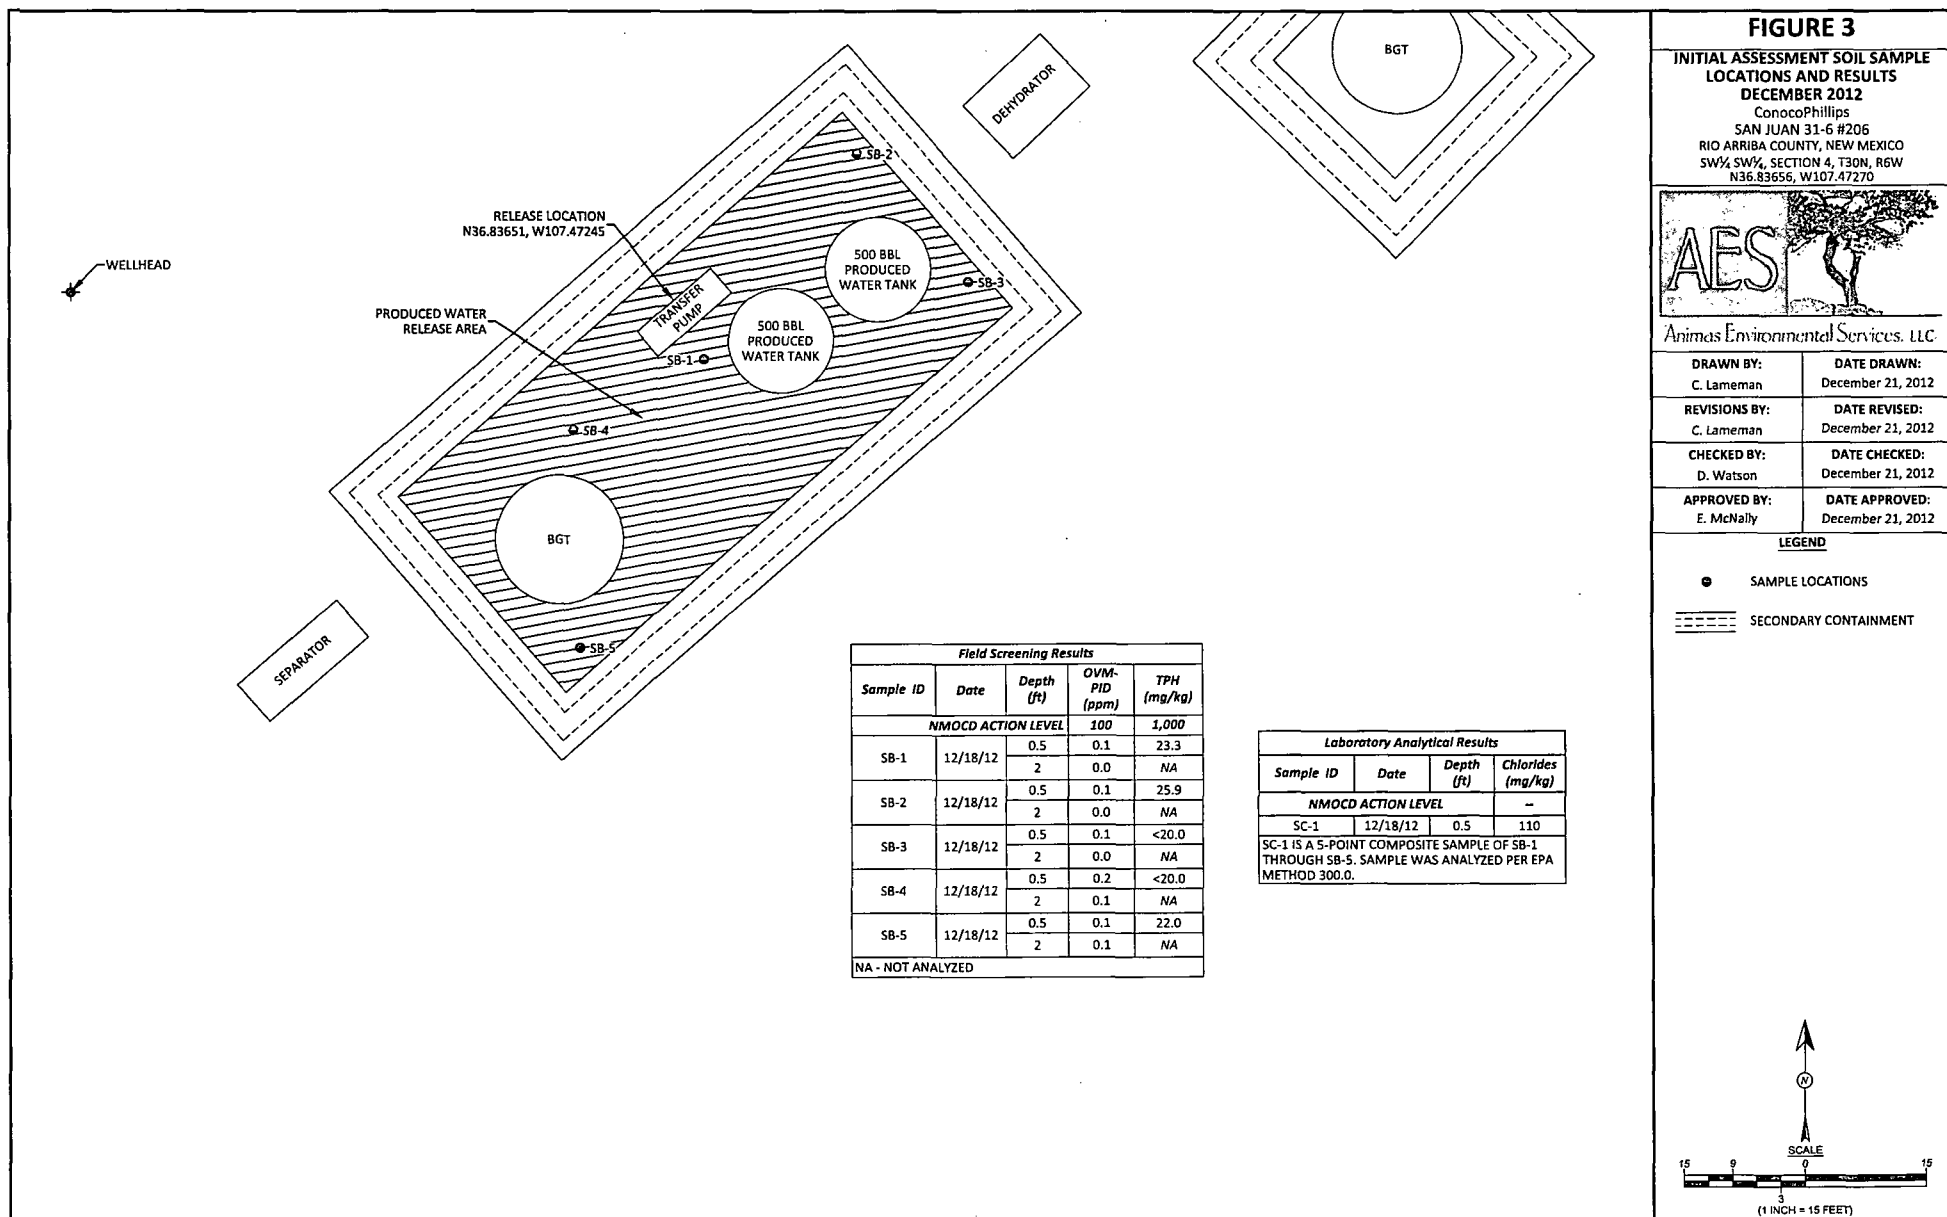 FIGURE 3
INITIAL ASSESSMENT SOIL SAMPLE
LOCATIONS AND RESULTS
DECEMBER 2012
ConocoPhillips
SAN JUAN 31-6 #206
RIO ARRIBA COUNTY, NEW MEXICO
SW¼ SW¼, SECTION 4, T30N, R6W
N36.83656, W107.47270
AES
Animas Environmental Services, LLC
DRAWN BY: DATE DRAWN:
C. Lameman December 21, 2012
REVISIONS BY: DATE REVISED:
C. Lameman December 21, 2012
CHECKED BY: DATE CHECKED:
D. Watson December 21, 2012
APPROVED BY: DATE APPROVED:
E. McNally December 21, 2012
LEGEND
SAMPLE LOCATIONS
SECONDARY CONTAINMENT
N
SCALE
15 9 0 15
3
(1 INCH = 15 FEET)
BGT
DEHYDRATOR
SB-2
RELEASE LOCATION
N36.83651, W107.47245
WELLHEAD
500 BBL
PRODUCED
WATER TANK
SB-3
TRANSFER
PUMP
PRODUCED WATER
RELEASE AREA
500 BBL
PRODUCED
WATER TANK
SB-1
SB-4
BGT
SB-5
SEPARATOR
Field Screening Results
Sample ID Date Depth (ft) OVM-PID (ppm) TPH (mg/kg)
NMOCD ACTION LEVEL 100 1,000
SB-1 12/18/12 0.5 0.1 23.3
2 0.0 NA
SB-2 12/18/12 0.5 0.1 25.9
2 0.0 NA
SB-3 12/18/12 0.5 0.1 <20.0
2 0.0 NA
SB-4 12/18/12 0.5 0.2 <20.0
2 0.1 NA
SB-5 12/18/12 0.5 0.1 22.0
2 0.1 NA
NA - NOT ANALYZED
Laboratory Analytical Results
Sample ID Date Depth (ft) Chlorides (mg/kg)
NMOCD ACTION LEVEL –
SC-1 12/18/12 0.5 110
SC-1 IS A 5-POINT COMPOSITE SAMPLE OF SB-1
THROUGH SB-5. SAMPLE WAS ANALYZED PER EPA
METHOD 300.0.